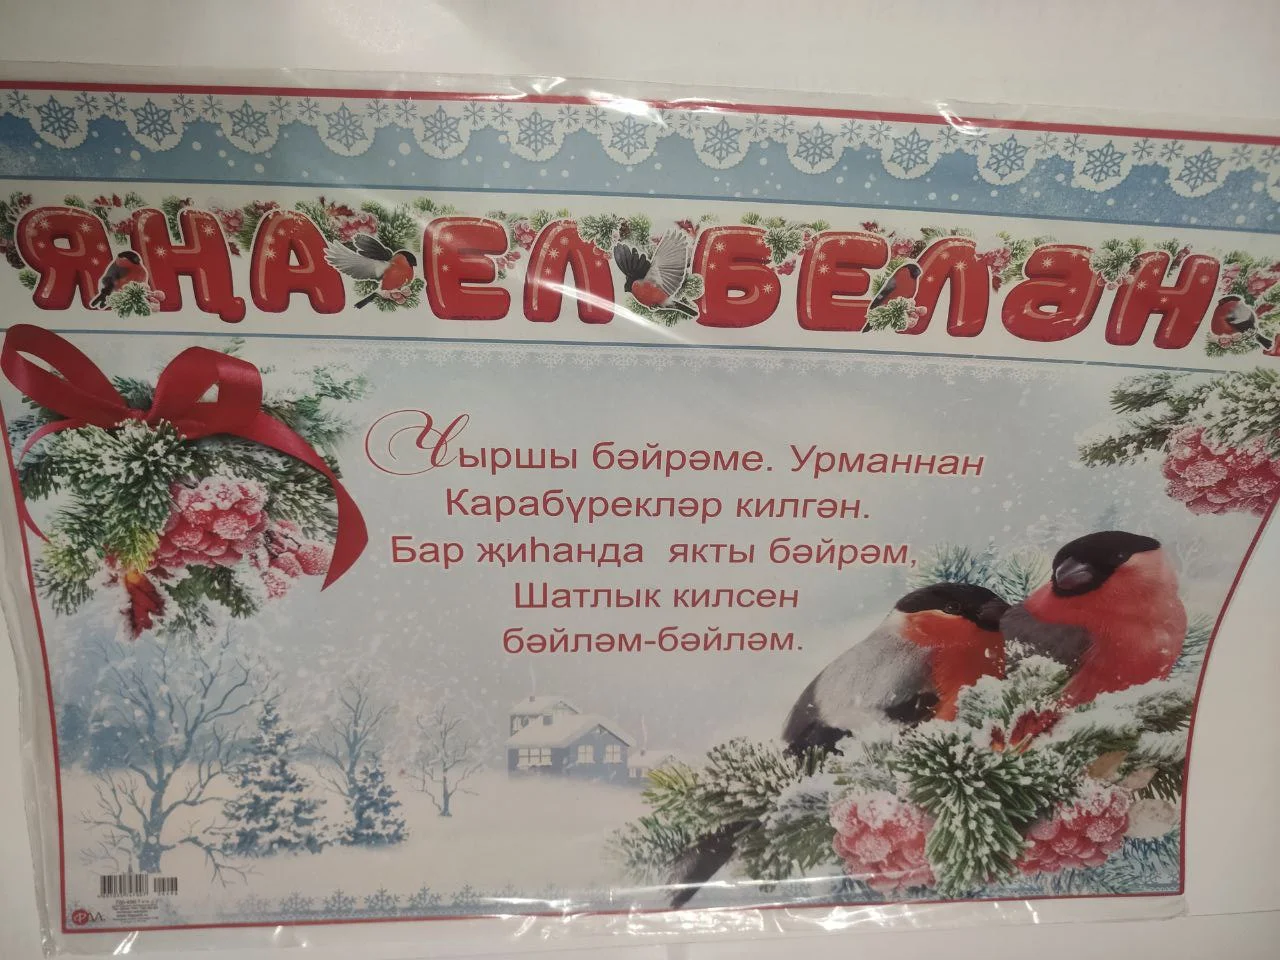 ЯҢА ЕЛ БЕЛӘН
Чыршы бәйрәме. Урманнан
Карабүрекләр килгән.
Бар җиһанда якты бәйрәм,
Шатлык килсен
бәйләм-бәйләм.